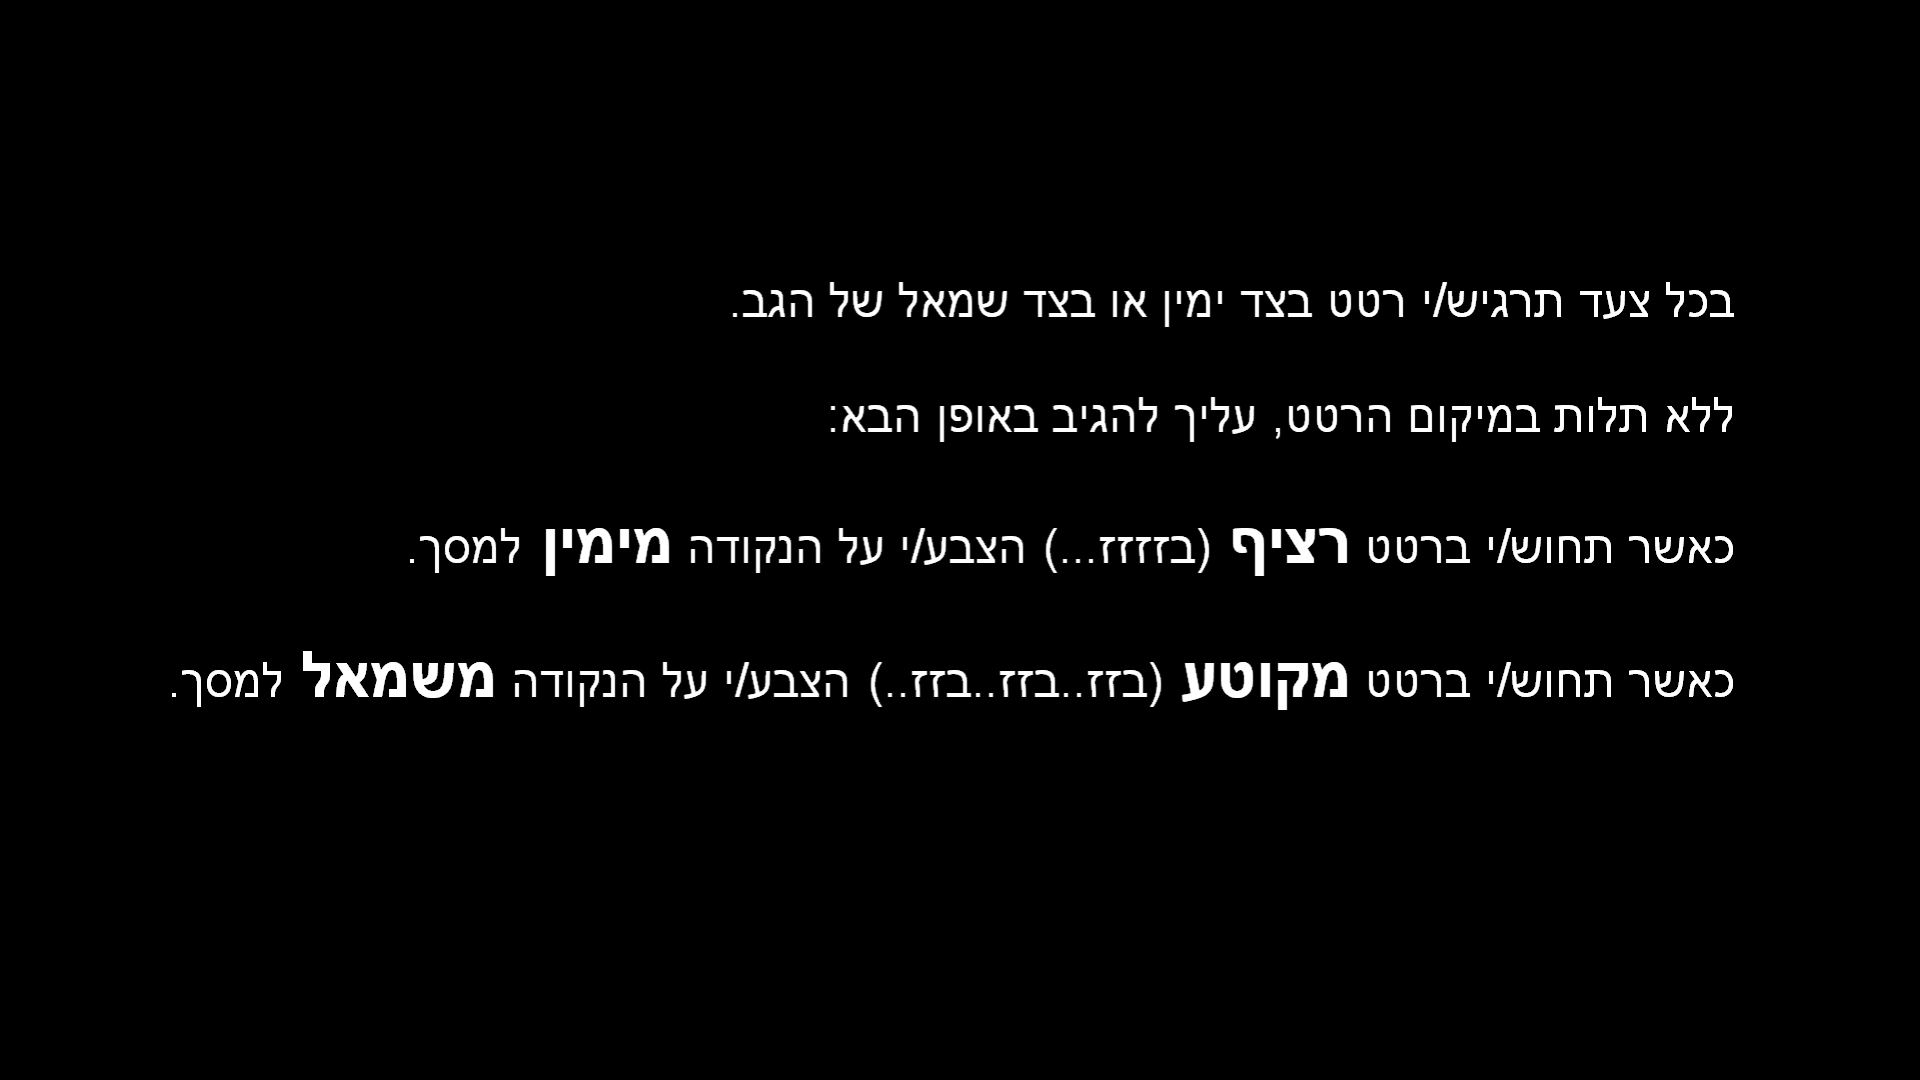 בכל צעד תרגיש/י רטט בצד ימין או בצד שמאל של הגב.
ללא תלות במיקום הרטט, עליך להגיב באופן הבא:
כאשר תחוש/י ברטט רציף (בזזזז...) הצבע/י על הנקודה מימין למסך.
כאשר תחוש/י ברטט מקוטע (בזז..בזז..בזז..) הצבע/י על הנקודה משמאל למסך.